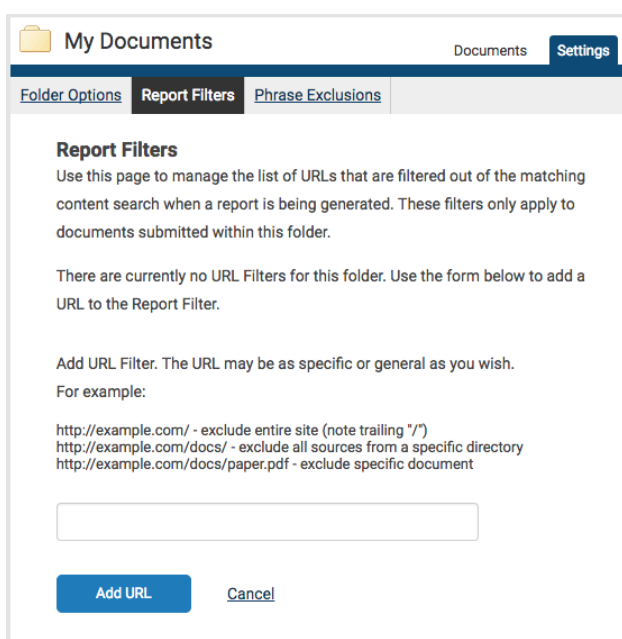 My Documents
Documents
Settings
Folder Options
Report Filters
Phrase Exclusions
Report Filters
Use this page to manage the list of URLs that are filtered out of the matching
content search when a report is being generated. These filters only apply to
documents submitted within this folder.
There are currently no URL Filters for this folder. Use the form below to add a
URL to the Report Filter.
Add URL Filter. The URL may be as specific or general as you wish.
For example:
http://example.com/ - exclude entire site (note trailing "/")
http://example.com/docs/ - exclude all sources from a specific directory
http://example.com/docs/paper.pdf - exclude specific document
Add URL
Cancel